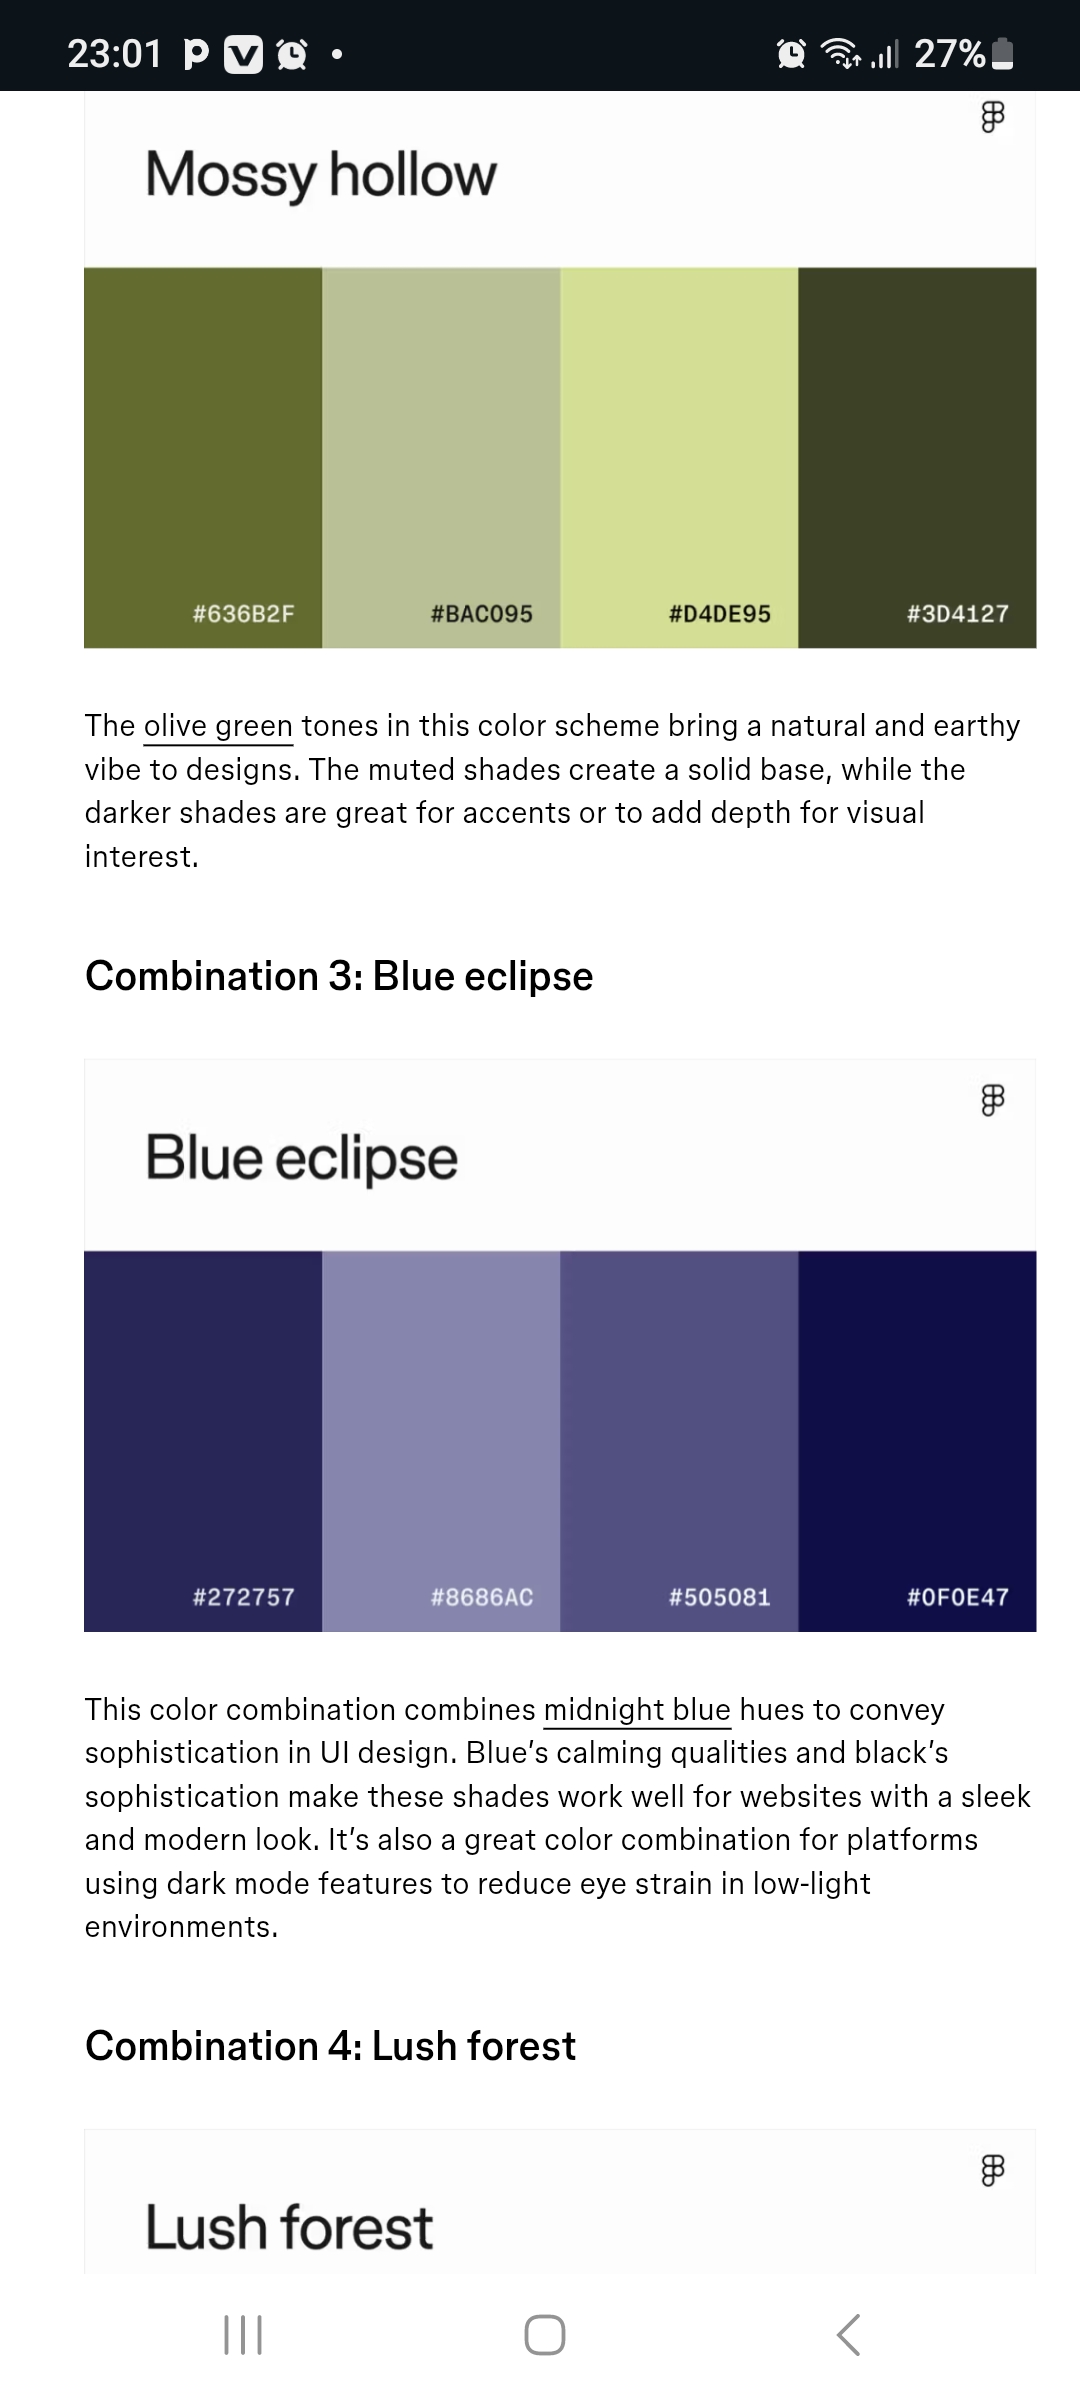 23:01
27%
Mossy hollow
#636B2F
#BAC095
#D4DE95
#3D4127
The olive green tones in this color scheme bring a natural and earthy
vibe to designs. The muted shades create a solid base, while the
darker shades are great for accents or to add depth for visual
interest.
Combination 3: Blue eclipse
Blue eclipse
#272757
#8686AC
#505081
#0F0E47
This color combination combines midnight blue hues to convey
sophistication in UI design. Blue’s calming qualities and black’s
sophistication make these shades work well for websites with a sleek
and modern look. It’s also a great color combination for platforms
using dark mode features to reduce eye strain in low-light
environments.
Combination 4: Lush forest
Lush forest